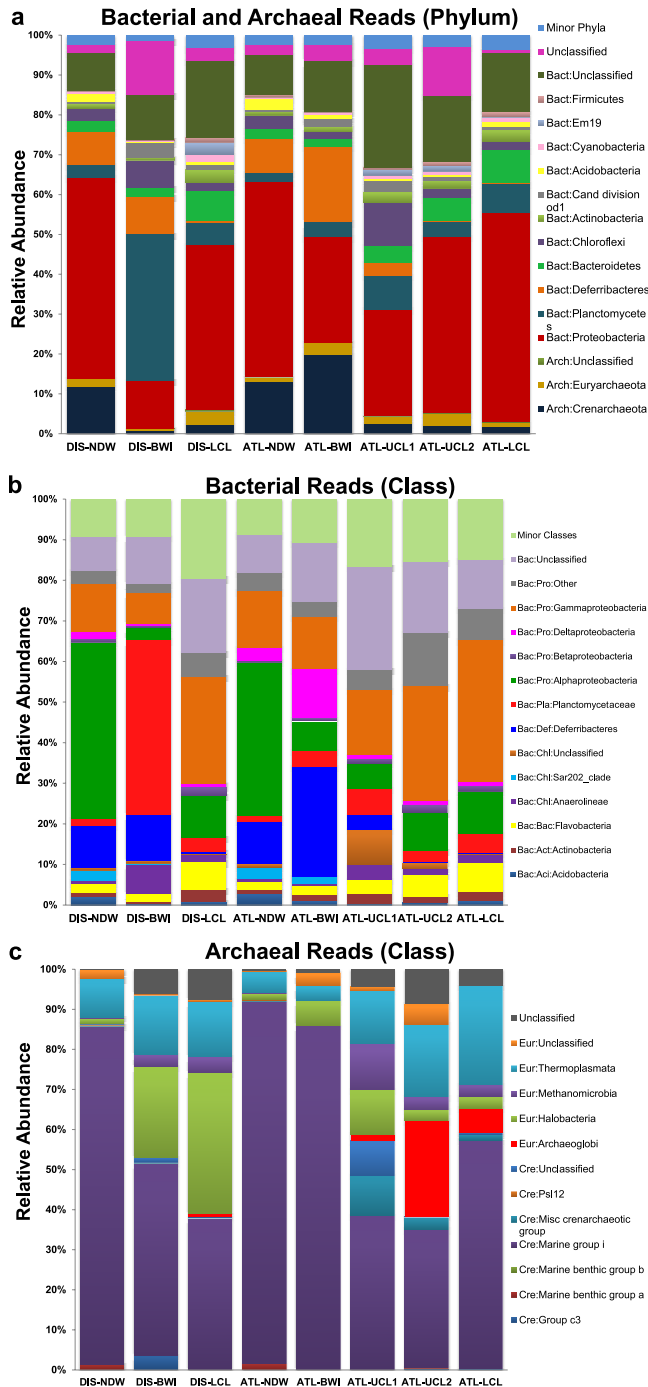 a
Bacterial and Archaeal Reads (Phylum)
Relative Abundance
100%
90%
80%
70%
60%
50%
40%
30%
20%
10%
0%
DIS-NDW DIS-BWI DIS-LCL ATL-NDW ATL-BWI ATL-UCL1 ATL-UCL2 ATL-LCL
Minor Phyla
Unclassified
Bact:Unclassified
Bact:Firmicutes
Bact:Em19
Bact:Cyanobacteria
Bact:Acidobacteria
Bact:Cand division
od1
Bact:Actinobacteria
Bact:Chloroflexi
Bact:Bacteroidetes
Bact:Deferribacteres
Bact:Planctomycete
s
Bact:Proteobacteria
Arch:Unclassified
Arch:Euryarchaeota
Arch:Crenarchaeota
b
Bacterial Reads (Class)
Relative Abundance
100%
90%
80%
70%
60%
50%
40%
30%
20%
10%
0%
DIS-NDW DIS-BWI DIS-LCL ATL-NDW ATL-BWI ATL-UCL1 ATL-UCL2 ATL-LCL
Minor Classes
Bac:Unclassified
Bac:Pro:Other
Bac:Pro:Gammaproteobacteria
Bac:Pro:Deltaproteobacteria
Bac:Pro:Betaproteobacteria
Bac:Pro:Alphaproteobacteria
Bac:Pla:Planctomycetaceae
Bac:Def:Deferribacteres
Bac:Chl:Unclassified
Bac:Chl:Sar202_clade
Bac:Chl:Anaerolineae
Bac:Bac:Flavobacteria
Bac:Act:Actinobacteria
Bac:Aci:Acidobacteria
c
Archaeal Reads (Class)
Relative Abundance
100%
90%
80%
70%
60%
50%
40%
30%
20%
10%
0%
DIS-NDW DIS-BWI DIS-LCL ATL-NDW ATL-BWI ATL-UCL1 ATL-UCL2 ATL-LCL
Unclassified
Eur:Unclassified
Eur:Thermoplasmata
Eur:Methanomicrobia
Eur:Halobacteria
Eur:Archaeoglobi
Cre:Unclassified
Cre:Psl12
Cre:Misc crenarchaeotic
group
Cre:Marine group i
Cre:Marine benthic group b
Cre:Marine benthic group a
Cre:Group c3